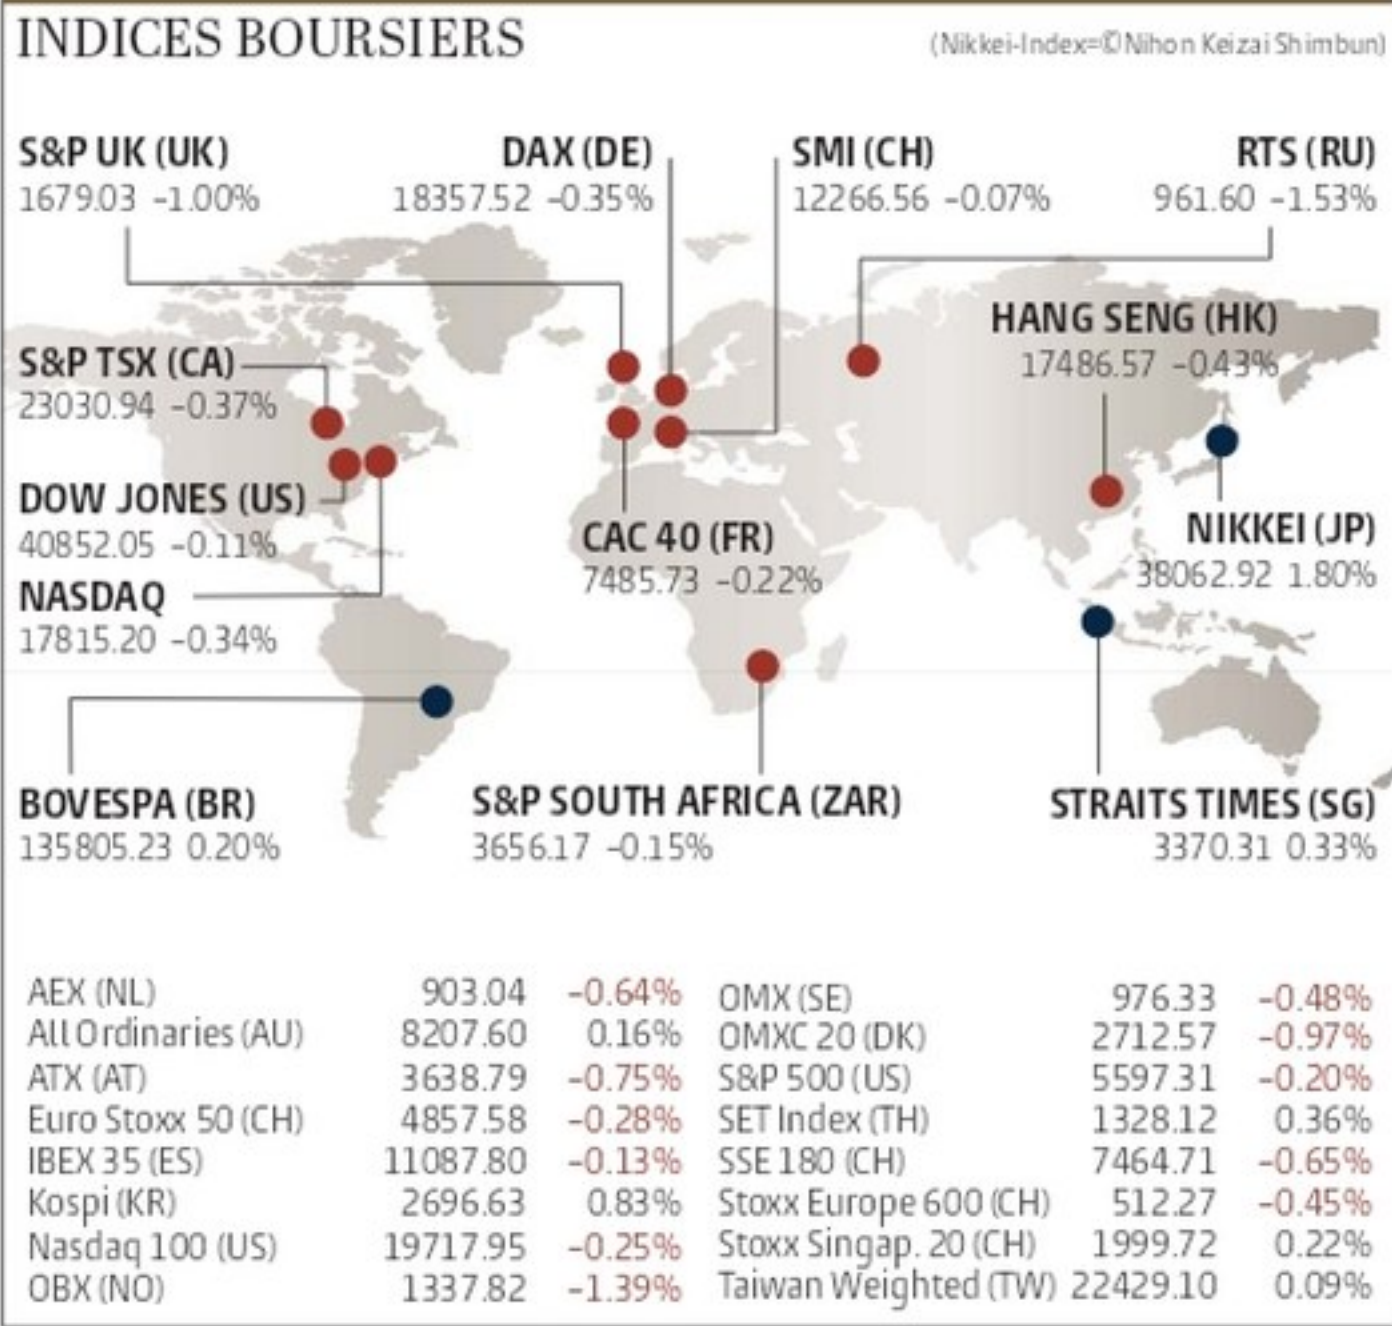 INDICES BOURSIERS
(Nikkei-Index=©Nihon Keizai Shimbun)
S&P UK (UK)
1679.03 -1.00%
DAX (DE)
18357.52 -0.35%
SMI (CH)
12266.56 -0.07%
RTS (RU)
961.60 -1.53%
HANG SENG (HK)
17486.57 -0.43%
S&P TSX (CA)
23030.94 -0.37%
DOW JONES (US)
40852.05 -0.11%
CAC 40 (FR)
7485.73 -0.22%
NIKKEI (JP)
38062.92 1.80%
NASDAQ
17815.20 -0.34%
BOVESPA (BR)
135805.23 0.20%
S&P SOUTH AFRICA (ZAR)
3656.17 -0.15%
STRAITS TIMES (SG)
3370.31 0.33%
AEX (NL) 903.04 -0.64%
All Ordinaries (AU) 8207.60 0.16%
ATX (AT) 3638.79 -0.75%
Euro Stoxx 50 (CH) 4857.58 -0.28%
IBEX 35 (ES) 11087.80 -0.13%
Kospi (KR) 2696.63 0.83%
Nasdaq 100 (US) 19717.95 -0.25%
OBX (NO) 1337.82 -1.39%
OMX (SE) 976.33 -0.48%
OMXC 20 (DK) 2712.57 -0.97%
S&P 500 (US) 5597.31 -0.20%
SET Index (TH) 1328.12 0.36%
SSE 180 (CH) 7464.71 -0.65%
Stoxx Europe 600 (CH) 512.27 -0.45%
Stoxx Singap. 20 (CH) 1999.72 0.22%
Taiwan Weighted (TW) 22429.10 0.09%